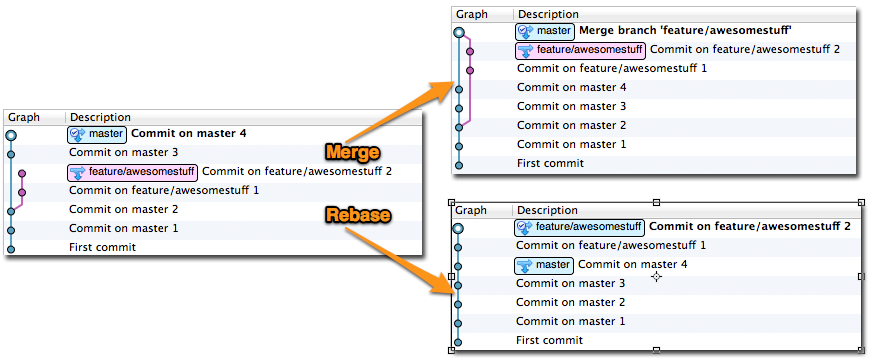 Graph Description
master Commit on master 4
Commit on master 3
feature/awesomestuff Commit on feature/awesomestuff 2
Commit on feature/awesomestuff 1
Commit on master 2
Commit on master 1
First commit
Merge
Rebase
Graph Description
master Merge branch 'feature/awesomestuff'
feature/awesomestuff Commit on feature/awesomestuff 2
Commit on feature/awesomestuff 1
Commit on master 4
Commit on master 3
Commit on master 2
Commit on master 1
First commit
Graph Description
feature/awesomestuff Commit on feature/awesomestuff 2
Commit on feature/awesomestuff 1
master Commit on master 4
Commit on master 3
Commit on master 2
Commit on master 1
First commit